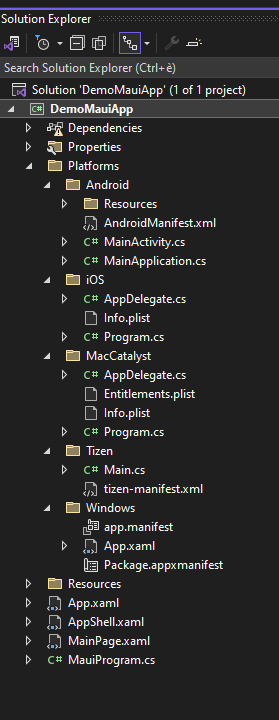 Solution Explorer
Search Solution Explorer (Ctrl+è)
Solution 'DemoMauiApp' (1 of 1 project)
C# DemoMauiApp
Dependencies
Properties
Platforms
Android
Resources
AndroidManifest.xml
C# MainActivity.cs
C# MainApplication.cs
iOS
C# AppDelegate.cs
Info.plist
C# Program.cs
MacCatalyst
C# AppDelegate.cs
Entitlements.plist
Info.plist
C# Program.cs
Tizen
C# Main.cs
tizen-manifest.xml
Windows
app.manifest
App.xaml
Package.appxmanifest
Resources
App.xaml
AppShell.xaml
MainPage.xaml
C# MauiProgram.cs